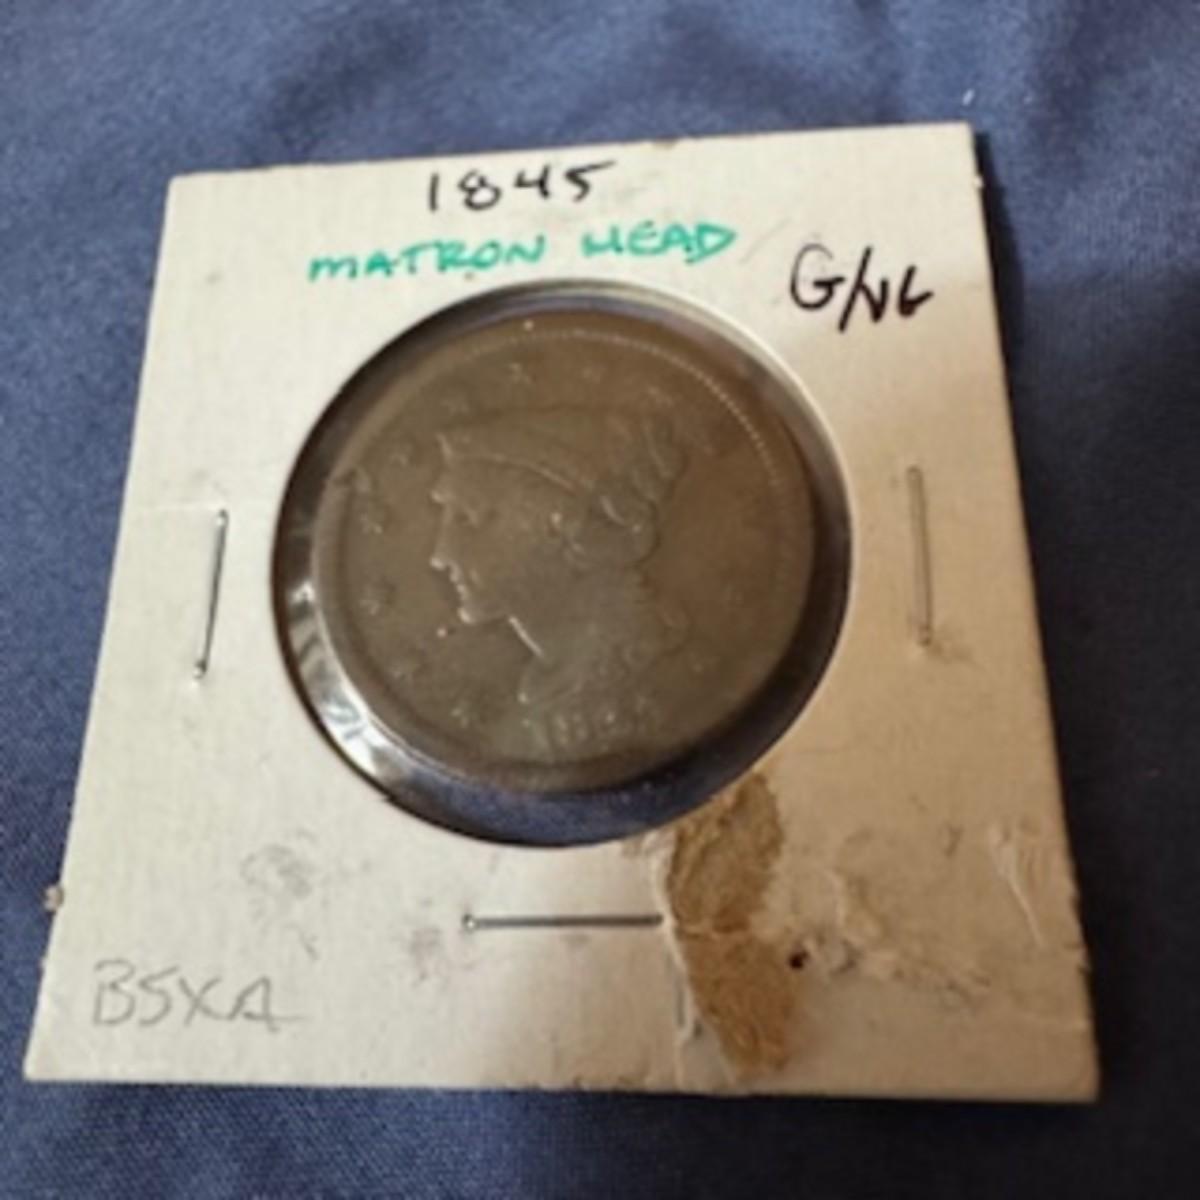 1845
MATRON HEAD
G/VG
B5XA